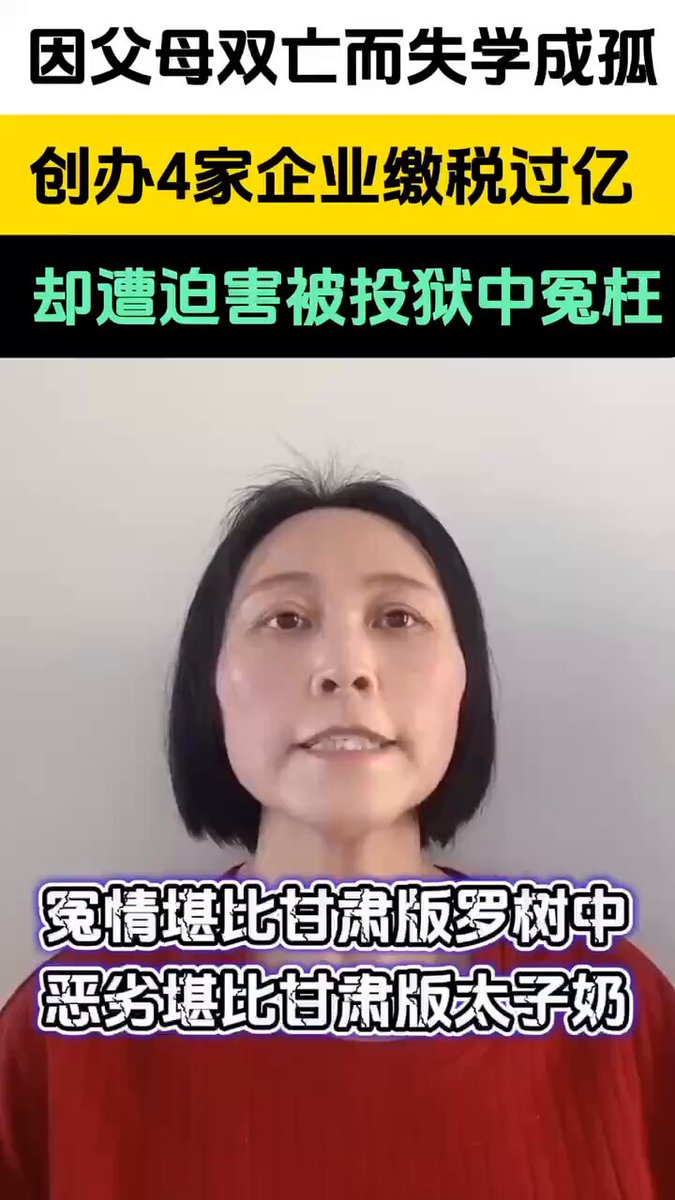 因父母双亡而失学成孤
创办4家企业缴税过亿
却遭迫害被投狱中冤枉
冤情堪比甘肃版罗树中
恶劣堪比甘肃版太子奶